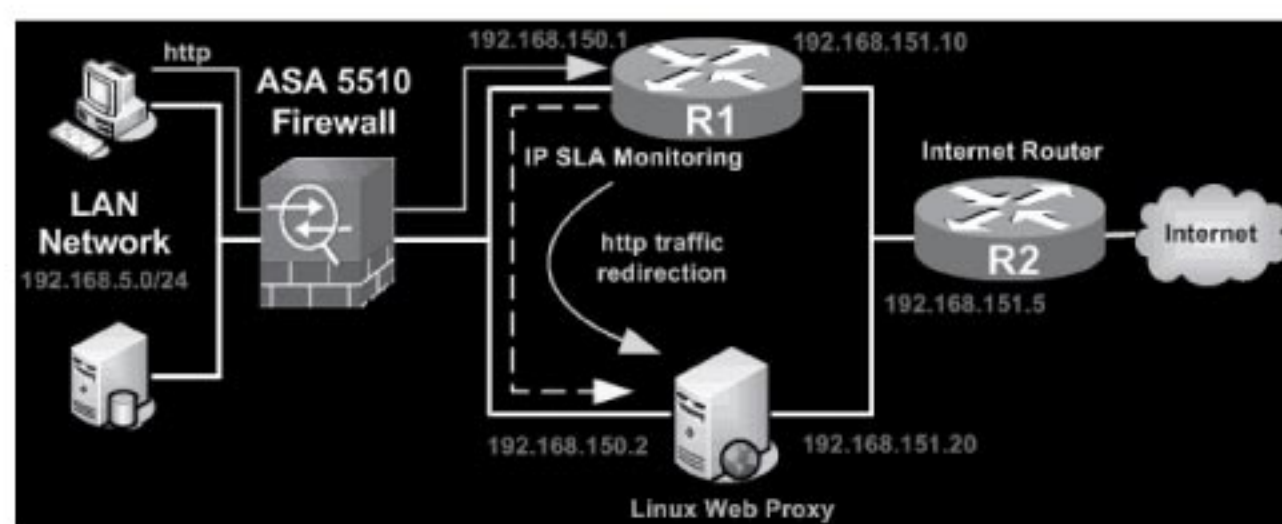 http
192.168.150.1
192.168.151.10
ASA 5510
Firewall
R1
IP SLA Monitoring
Internet Router
LAN
Network
192.168.5.0/24
http traffic
redirection
R2
Internet
192.168.151.5
192.168.150.2
192.168.151.20
Linux Web Proxy